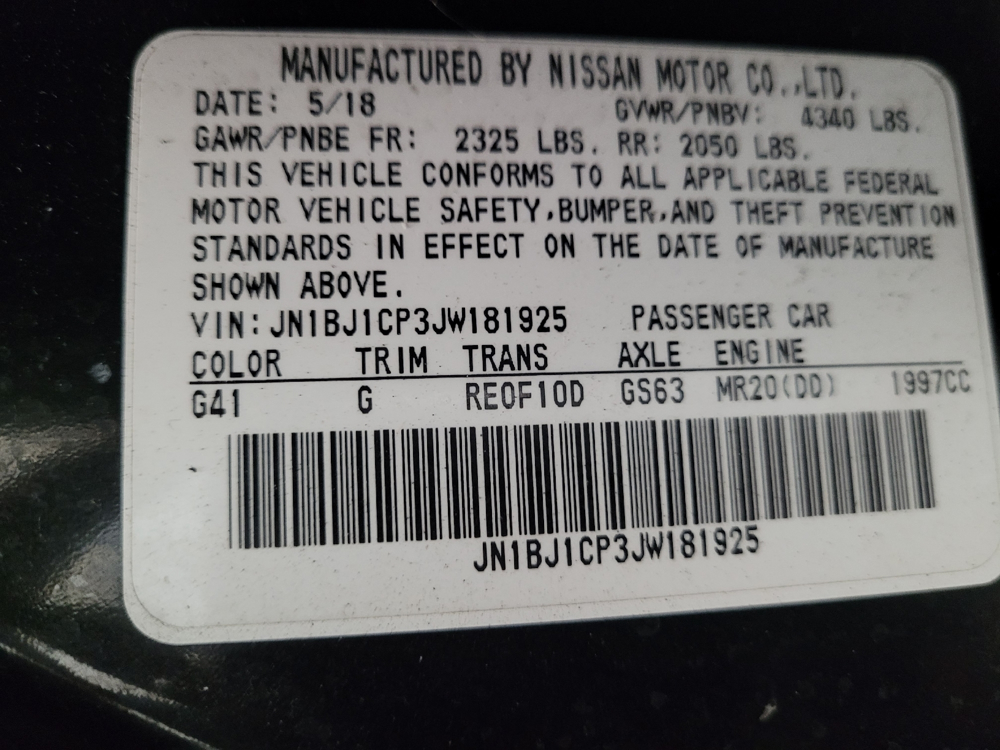 MANUFACTURED BY NISSAN MOTOR CO.,LTD.
DATE: 5/18 GVWR/PNBV: 4340 LBS.
GAWR/PNBE FR: 2325 LBS. RR: 2050 LBS.
THIS VEHICLE CONFORMS TO ALL APPLICABLE FEDERAL
MOTOR VEHICLE SAFETY,BUMPER,AND THEFT PREVENTION
STANDARDS IN EFFECT ON THE DATE OF MANUFACTURE
SHOWN ABOVE.
VIN: JN1BJ1CP3JW181925 PASSENGER CAR
COLOR TRIM TRANS AXLE ENGINE
G41 G RE0F10D GS63 MR20(DD) 1997CC
JN1BJ1CP3JW181925